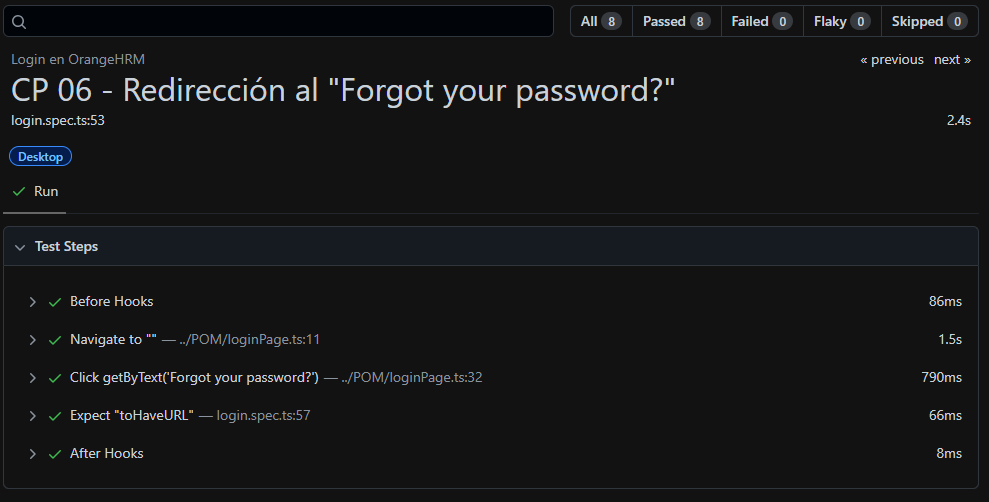 All 8 Passed 8 Failed 0 Flaky 0 Skipped 0
Login en OrangeHRM « previous next »
CP 06 - Redirección al "Forgot your password?"
login.spec.ts:53 2.4s
Desktop
Run
Test Steps
Before Hooks 86ms
Navigate to "" — ../POM/loginPage.ts:11 1.5s
Click getByText('Forgot your password?') — ../POM/loginPage.ts:32 790ms
Expect "toHaveURL" — login.spec.ts:57 66ms
After Hooks 8ms